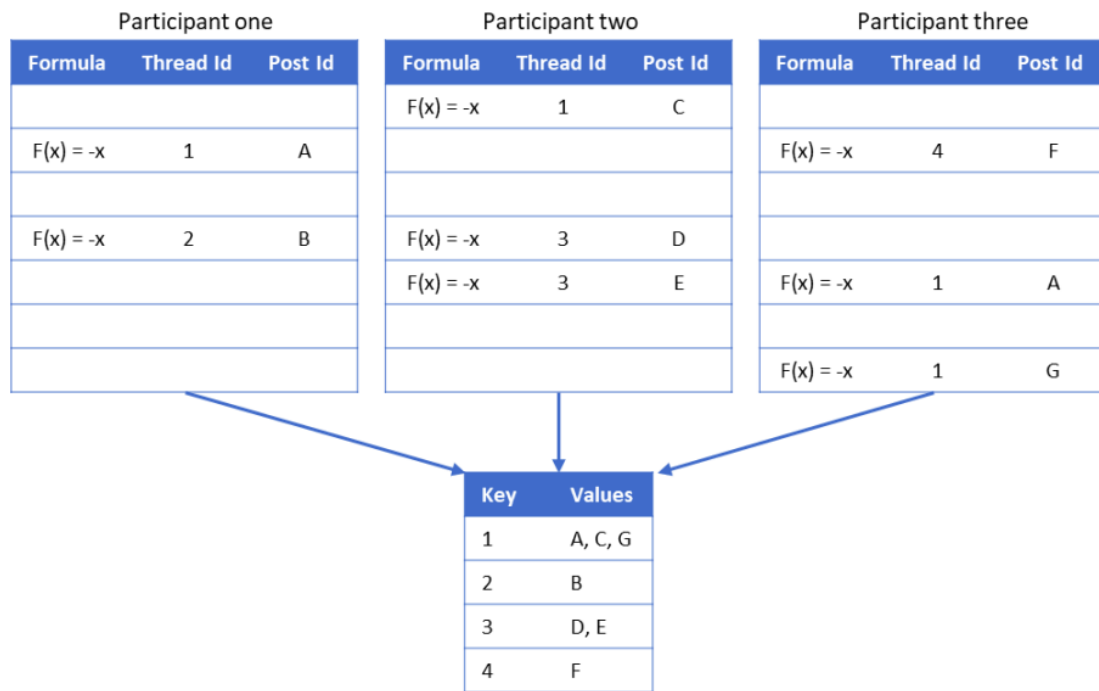 Participant one
Participant two
Participant three
Formula Thread Id Post Id
Formula Thread Id Post Id
Formula Thread Id Post Id
F(x) = -x 1 C
F(x) = -x 1 A
F(x) = -x 4 F
F(x) = -x 2 B
F(x) = -x 3 D
F(x) = -x 3 E
F(x) = -x 1 A
F(x) = -x 1 G
Key Values
1 A, C, G
2 B
3 D, E
4 F